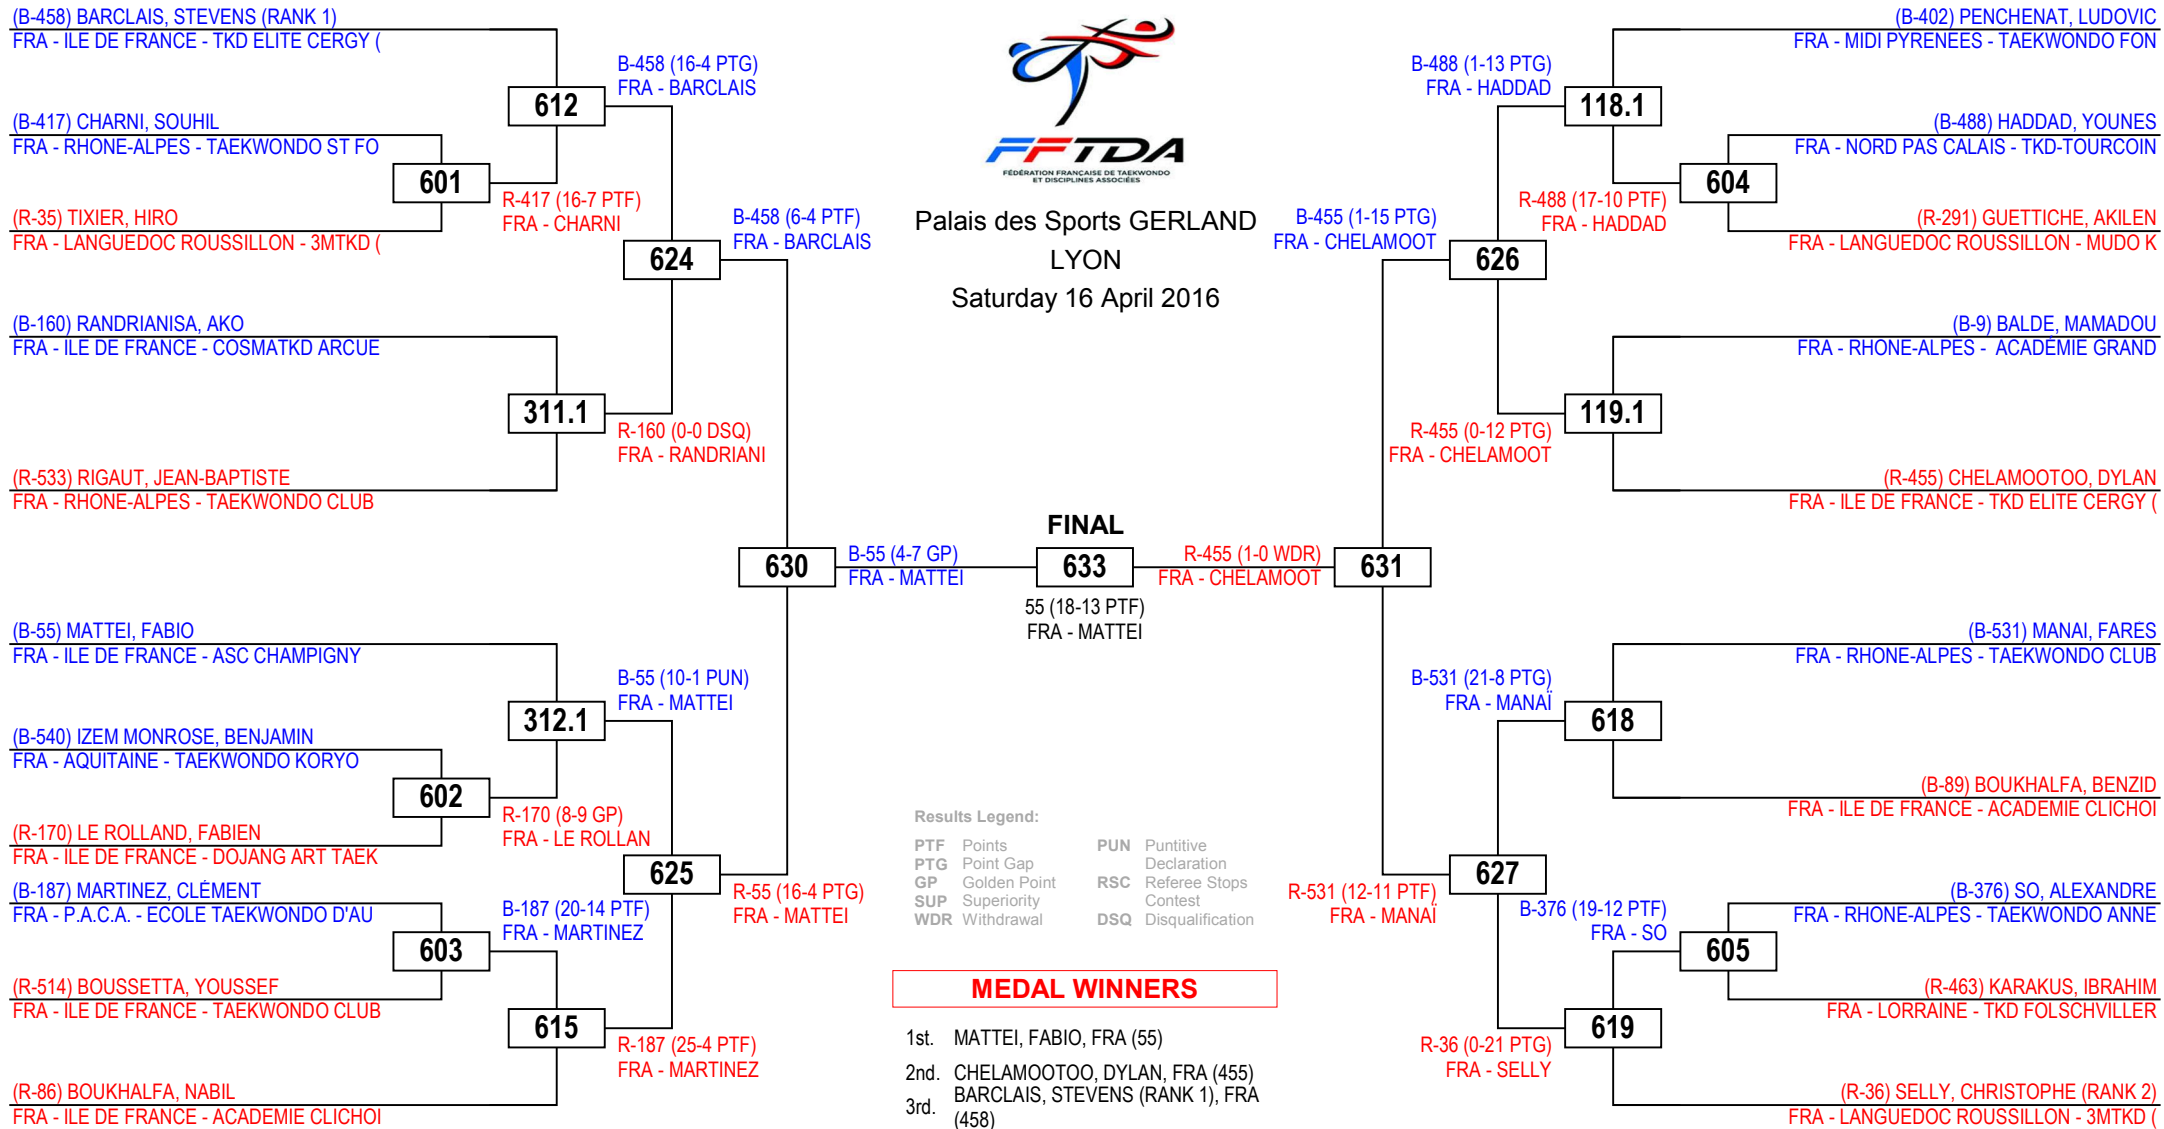 (B-458) BARCLAIS, STEVENS (RANK 1)
FRA - ILE DE FRANCE - TKD ELITE CERGY (
(B-417) CHARNI, SOUHIL
FRA - RHONE-ALPES - TAEKWONDO ST FO
(R-35) TIXIER, HIRO
FRA - LANGUEDOC ROUSSILLON - 3MTKD (
(B-160) RANDRIANISA, AKO
FRA - ILE DE FRANCE - COSMATKD ARCUE
(R-533) RIGAUT, JEAN-BAPTISTE
FRA - RHONE-ALPES - TAEKWONDO CLUB
(B-55) MATTEI, FABIO
FRA - ILE DE FRANCE - ASC CHAMPIGNY
(B-540) IZEM MONROSE, BENJAMIN
FRA - AQUITAINE - TAEKWONDO KORYO
(R-170) LE ROLLAND, FABIEN
FRA - ILE DE FRANCE - DOJANG ART TAEK
(B-187) MARTINEZ, CLÉMENT
FRA - P.A.C.A. - ECOLE TAEKWONDO D'AU
(R-514) BOUSSETTA, YOUSSEF
FRA - ILE DE FRANCE - TAEKWONDO CLUB
(R-86) BOUKHALFA, NABIL
FRA - ILE DE FRANCE - ACADEMIE CLICHOI
601
R-417 (16-7 PTF)
FRA - CHARNI
602
R-170 (8-9 GP)
FRA - LE ROLLAN
603
B-187 (20-14 PTF)
FRA - MARTINEZ
612
B-458 (16-4 PTG)
FRA - BARCLAIS
311.1
R-160 (0-0 DSQ)
FRA - RANDRIANI
312.1
B-55 (10-1 PUN)
FRA - MATTEI
615
R-187 (25-4 PTF)
FRA - MARTINEZ
624
B-458 (6-4 PTF)
FRA - BARCLAIS
625
R-55 (16-4 PTG)
FRA - MATTEI
630
B-55 (4-7 GP)
FRA - MATTEI
FFTDA
FÉDÉRATION FRANÇAISE DE TAEKWONDO
ET DISCIPLINES ASSOCIÉES
Palais des Sports GERLAND
LYON
Saturday 16 April 2016
FINAL
633
55 (18-13 PTF)
FRA - MATTEI
Results Legend:
PTF Points
PTG Point Gap
GP Golden Point
SUP Superiority
WDR Withdrawal
PUN Puntitive
Declaration
RSC Referee Stops
Contest
DSQ Disqualification
MEDAL WINNERS
1st. MATTEI, FABIO, FRA (55)
2nd. CHELAMOOTOO, DYLAN, FRA (455)
3rd. BARCLAIS, STEVENS (RANK 1), FRA
(458)
R-455 (1-0 WDR)
FRA - CHELAMOOT
631
B-455 (1-15 PTG)
FRA - CHELAMOOT
626
R-531 (12-11 PTF)
FRA - MANAÏ
627
B-488 (1-13 PTG)
FRA - HADDAD
118.1
R-455 (0-12 PTG)
FRA - CHELAMOOT
119.1
B-531 (21-8 PTG)
FRA - MANAÏ
618
R-36 (0-21 PTG)
FRA - SELLY
619
R-488 (17-10 PTF)
FRA - HADDAD
604
B-376 (19-12 PTF)
FRA - SO
605
(B-402) PENCHENAT, LUDOVIC
FRA - MIDI PYRENEES - TAEKWONDO FON
(B-488) HADDAD, YOUNES
FRA - NORD PAS CALAIS - TKD-TOURCOIN
(R-291) GUETTICHE, AKILEN
FRA - LANGUEDOC ROUSSILLON - MUDO K
(B-9) BALDE, MAMADOU
FRA - RHONE-ALPES - ACADÉMIE GRAND
(R-455) CHELAMOOTOO, DYLAN
FRA - ILE DE FRANCE - TKD ELITE CERGY (
(B-531) MANAI, FARÈS
FRA - RHONE-ALPES - TAEKWONDO CLUB
(B-89) BOUKHALFA, BENZID
FRA - ILE DE FRANCE - ACADEMIE CLICHOI
(B-376) SO, ALEXANDRE
FRA - RHONE-ALPES - TAEKWONDO ANNE
(R-463) KARAKUS, IBRAHIM
FRA - LORRAINE - TKD FOLSCHVILLER
(R-36) SELLY, CHRISTOPHE (RANK 2)
FRA - LANGUEDOC ROUSSILLON - 3MTKD (